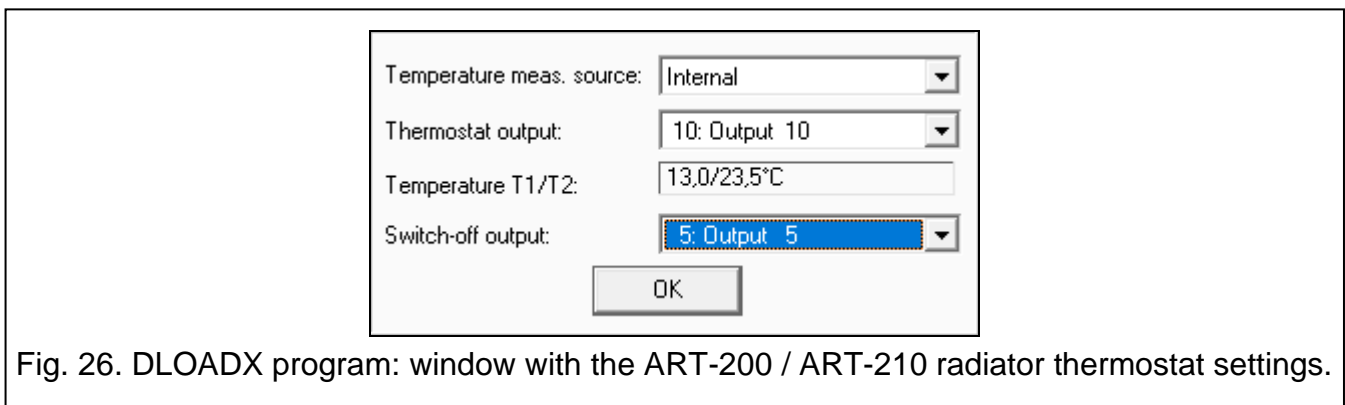 Temperature meas. source: Internal
Thermostat output: 10: Output 10
Temperature T1/T2: 13,0/23,5°C
Switch-off output: 5: Output 5
OK
Fig. 26. DLOADX program: window with the ART-200 / ART-210 radiator thermostat settings.